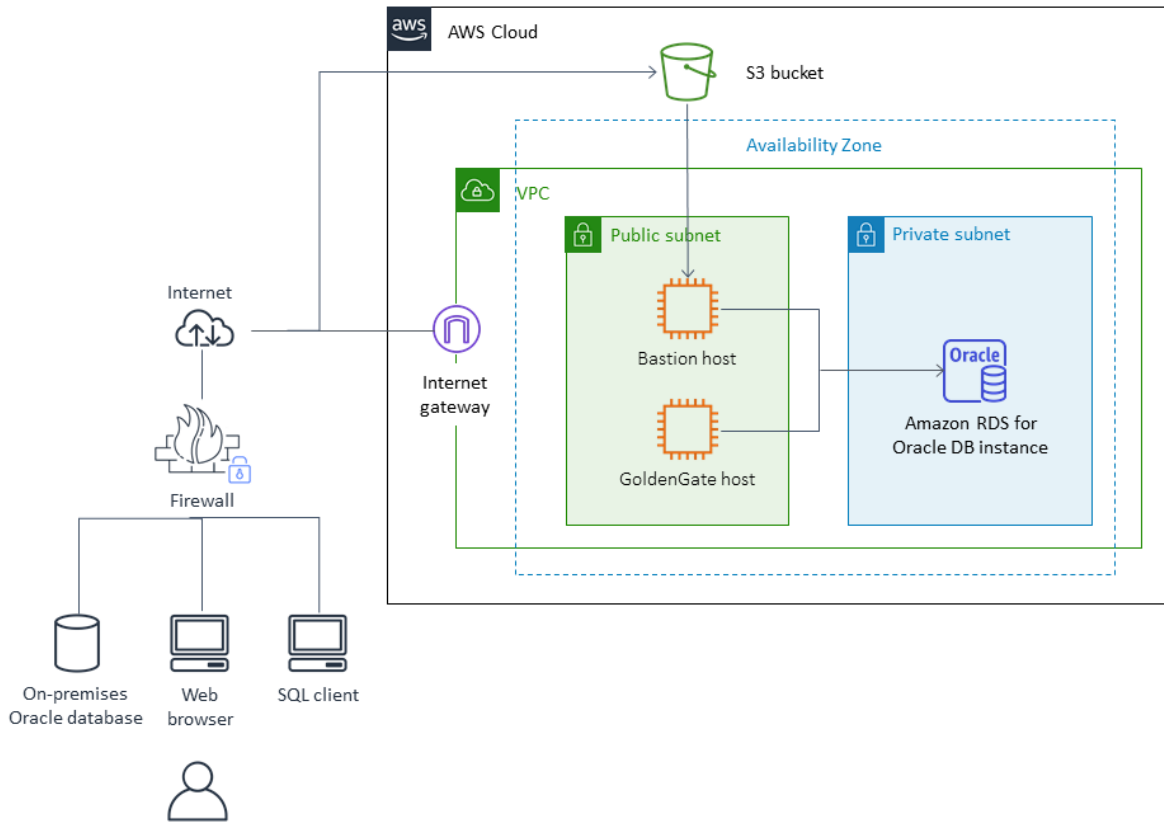 aws
AWS Cloud
S3 bucket
Availability Zone
VPC
Public subnet
Private subnet
Internet
Bastion host
Oracle
Internet
gateway
Amazon RDS for
Oracle DB instance
GoldenGate host
Firewall
On-premises
Oracle database
Web
browser
SQL client